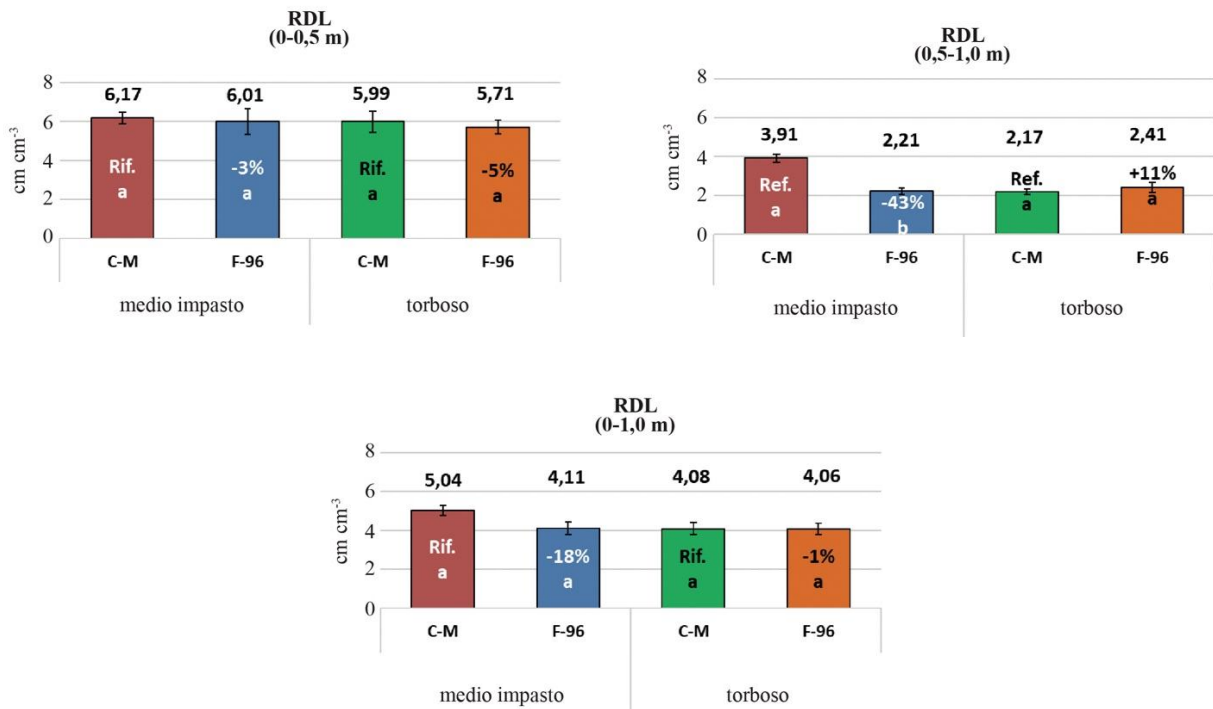 RDL
(0-0,5 m)
8
6
4
2
0
cm cm⁻³
6,17 6,01 5,99 5,71
Rif. -3% Rif. -5%
a a a a
C-M F-96 C-M F-96
medio impasto torboso
RDL
(0,5-1,0 m)
8
6
4
2
0
3,91 2,21 2,17 2,41
Ref. -43% Ref. +11%
a b a a
C-M F-96 C-M F-96
medio impasto torboso
RDL
(0-1,0 m)
8
6
4
2
0
cm cm⁻³
5,04 4,11 4,08 4,06
Rif. -18% Rif. -1%
a a a a
C-M F-96 C-M F-96
medio impasto torboso